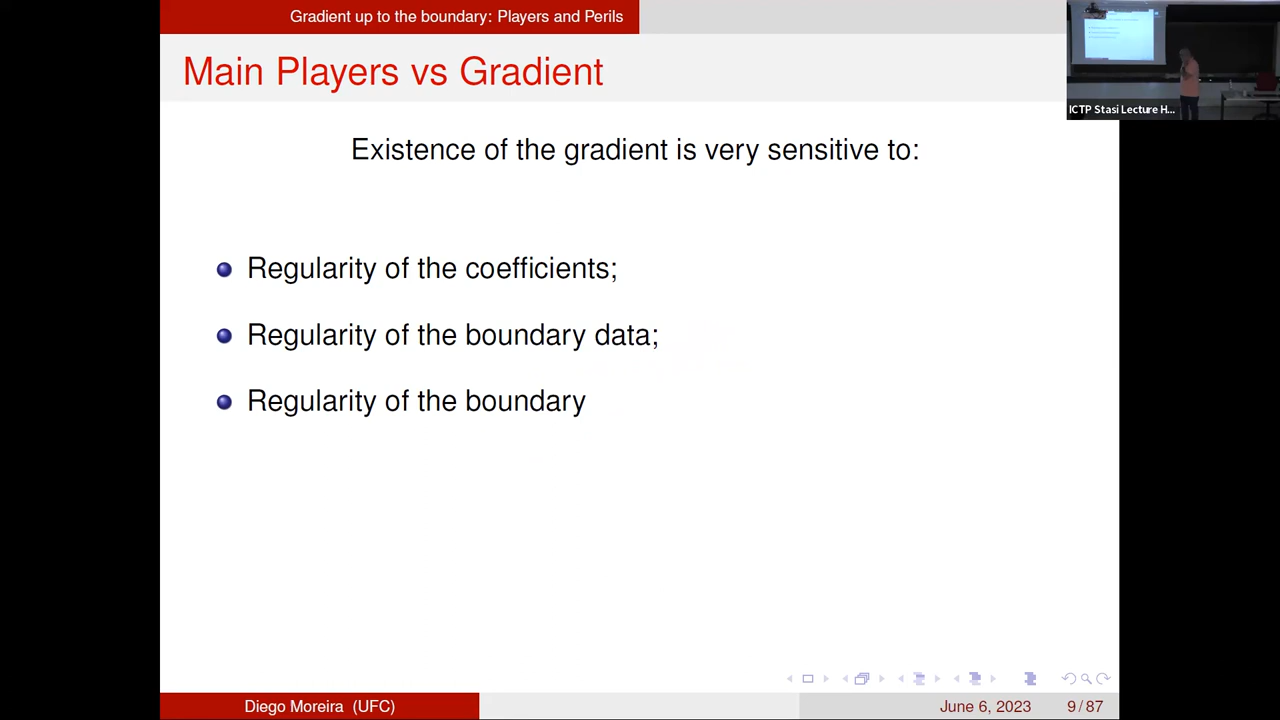 Gradient up to the boundary: Players and Perils
Main Players vs Gradient
ICTP Stasi Lecture H...
Existence of the gradient is very sensitive to:
Regularity of the coefficients;
Regularity of the boundary data;
Regularity of the boundary
Diego Moreira (UFC)
June 6, 2023
9/87